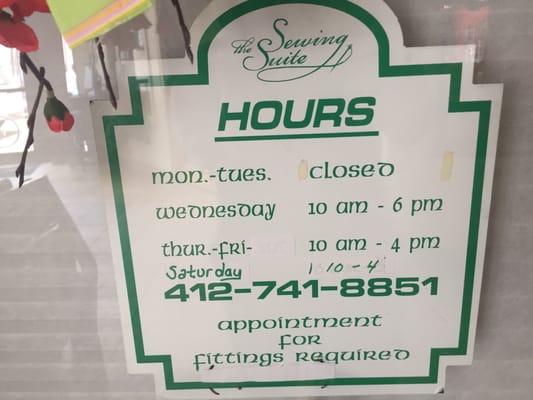 the Sewing
Suite
HOURS
mon.-tues. closed
wednesday 10 am - 6 pm
thur.-fri- 10 am - 4 pm
Saturday 10 - 4
412-741-8851
appointment
for
fittings required